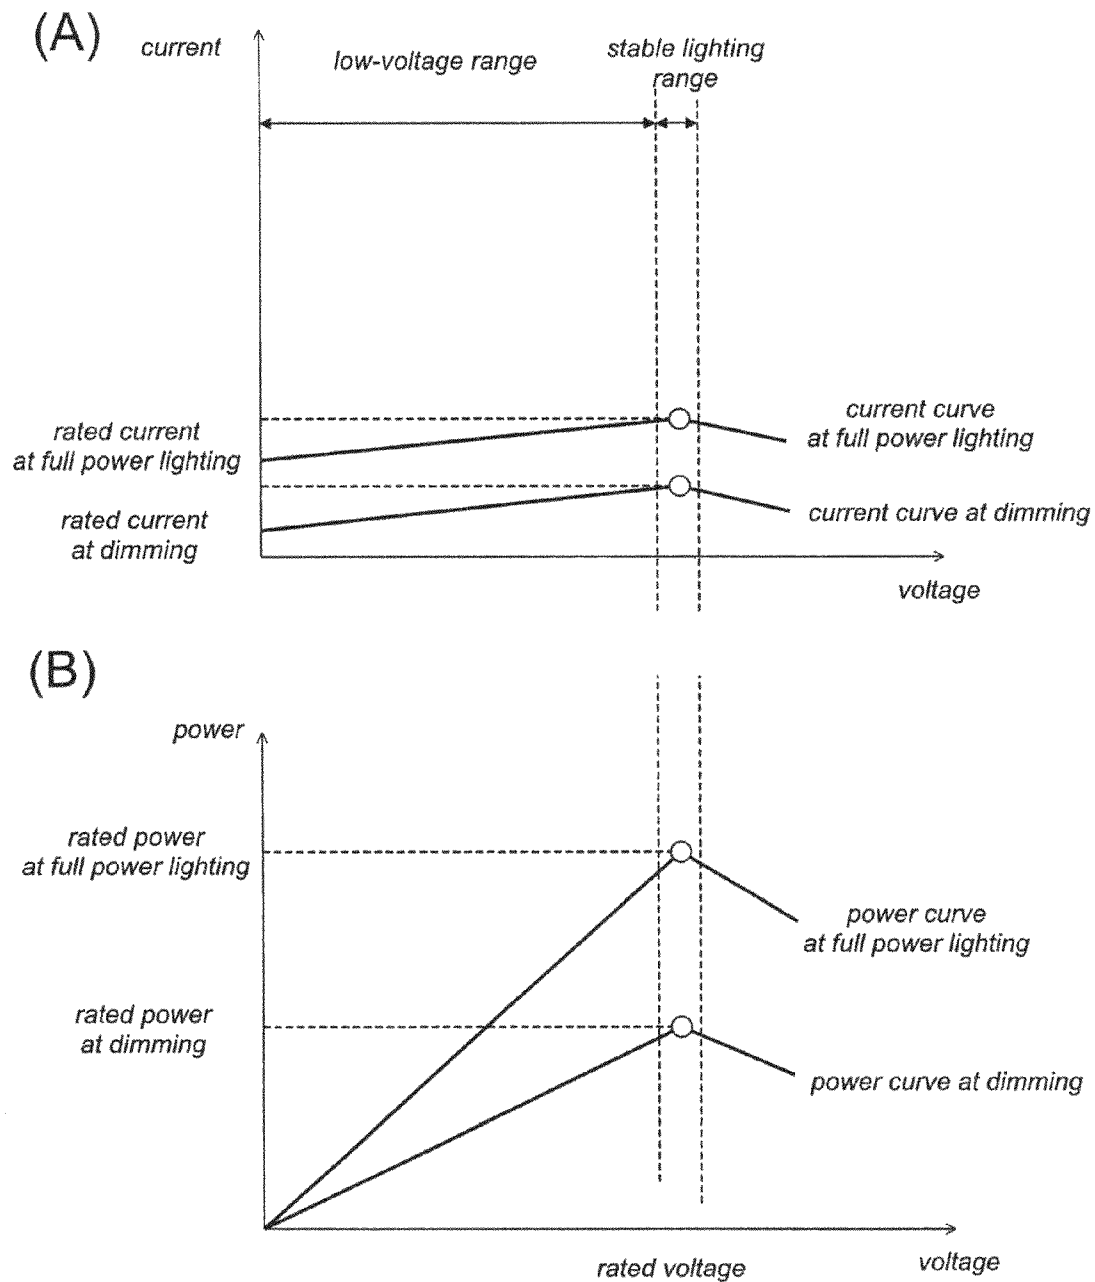 (A)
current
low-voltage range
stable lighting
range
rated current
at full power lighting
current curve
at full power lighting
rated current
at dimming
current curve at dimming
voltage
(B)
power
rated power
at full power lighting
power curve
at full power lighting
rated power
at dimming
power curve at dimming
rated voltage
voltage